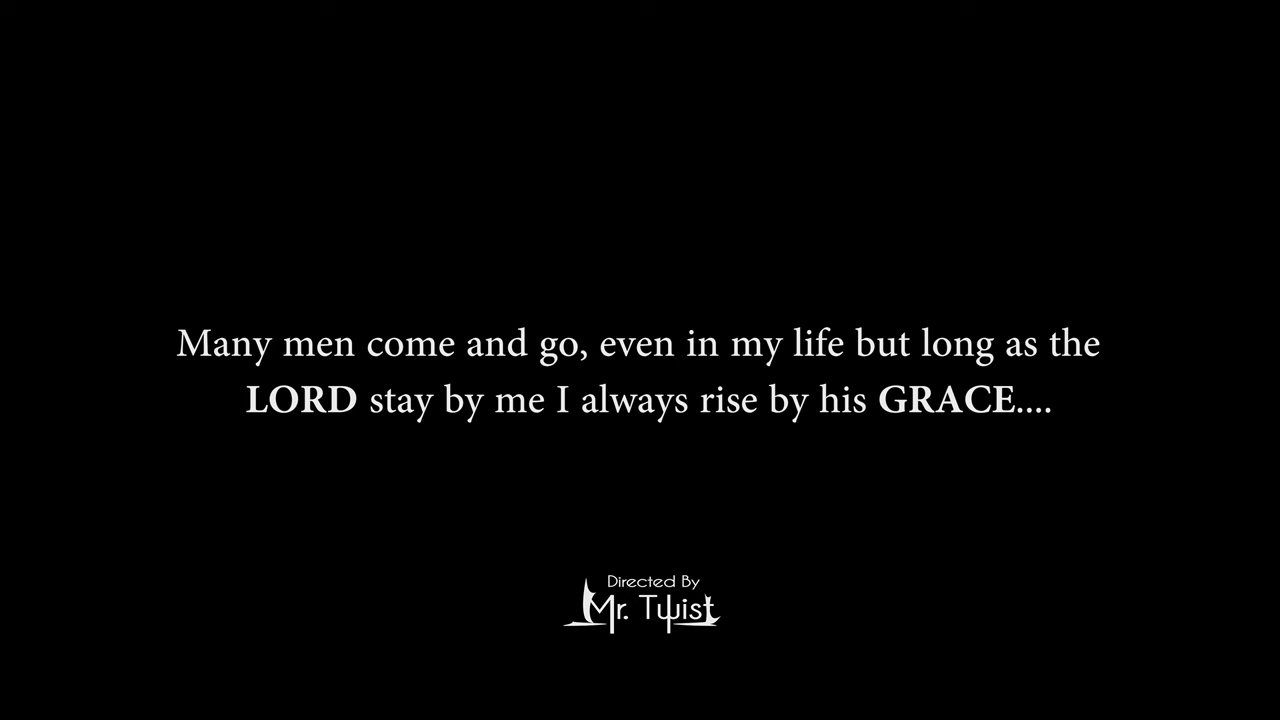 Many men come and go, even in my life but long as the
LORD stay by me I always rise by his GRACE....
Directed By
Mr. Twist